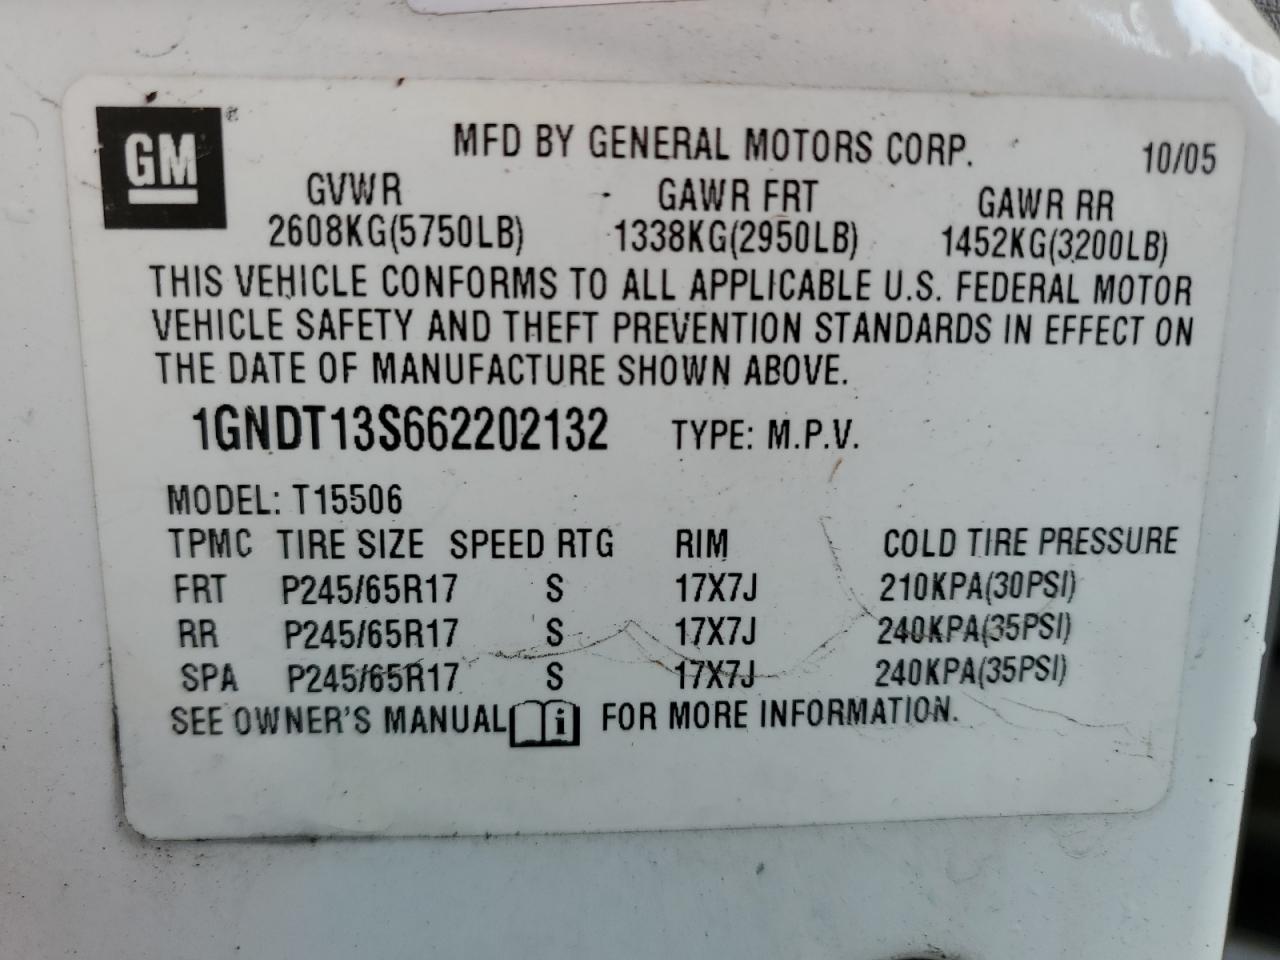 GM ®
MFD BY GENERAL MOTORS CORP. 10/05
GVWR GAWR FRT GAWR RR
2608KG(5750LB) 1338KG(2950LB) 1452KG(3200LB)
THIS VEHICLE CONFORMS TO ALL APPLICABLE U.S. FEDERAL MOTOR
VEHICLE SAFETY AND THEFT PREVENTION STANDARDS IN EFFECT ON
THE DATE OF MANUFACTURE SHOWN ABOVE.
1GNDT13S662202132 TYPE: M.P.V.
MODEL: T15506
TPMC TIRE SIZE SPEED RTG RIM COLD TIRE PRESSURE
FRT P245/65R17 S 17X7J 210KPA(30PSI)
RR P245/65R17 S 17X7J 240KPA(35PSI)
SPA P245/65R17 S 17X7J 240KPA(35PSI)
SEE OWNER'S MANUAL i FOR MORE INFORMATION.